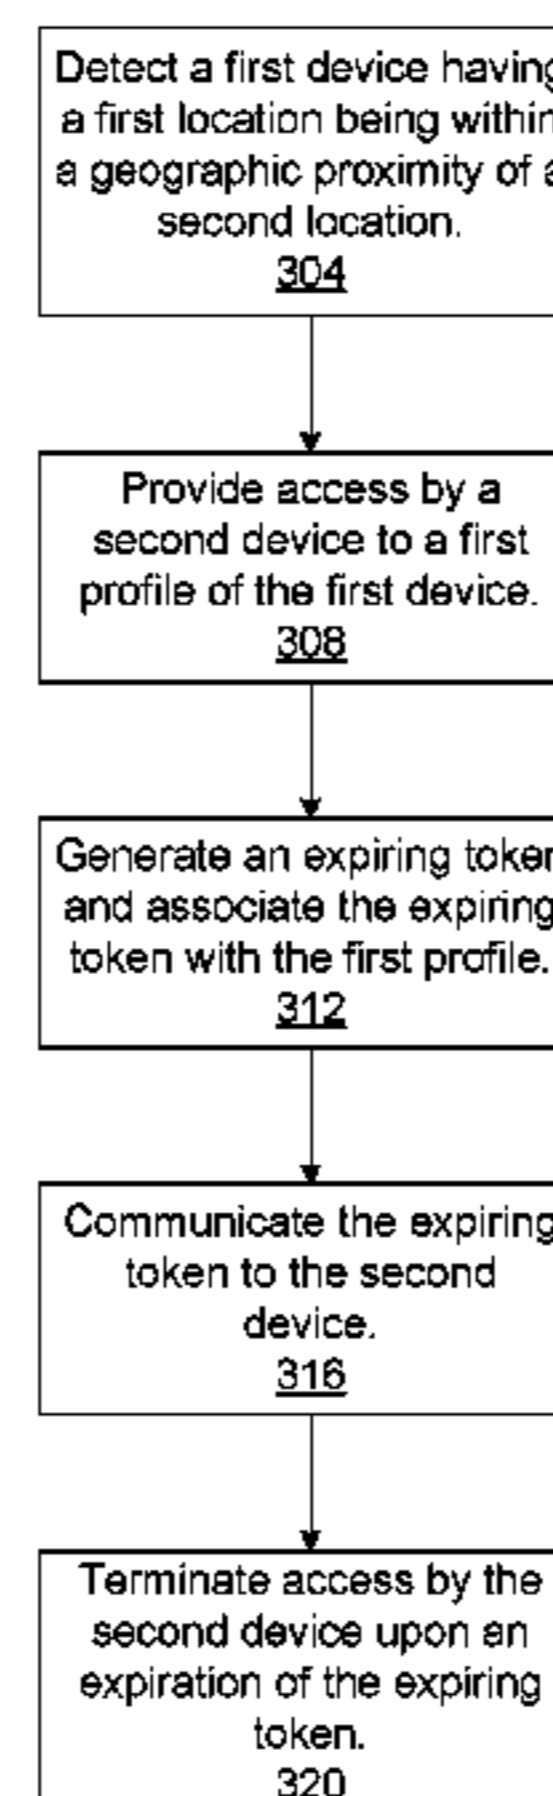 Detect a first device having
a first location being within
a geographic proximity of a
second location.
304
Provide access by a
second device to a first
profile of the first device.
308
Generate an expiring token
and associate the expiring
token with the first profile.
312
Communicate the expiring
token to the second
device.
316
Terminate access by the
second device upon an
expiration of the expiring
token.
320